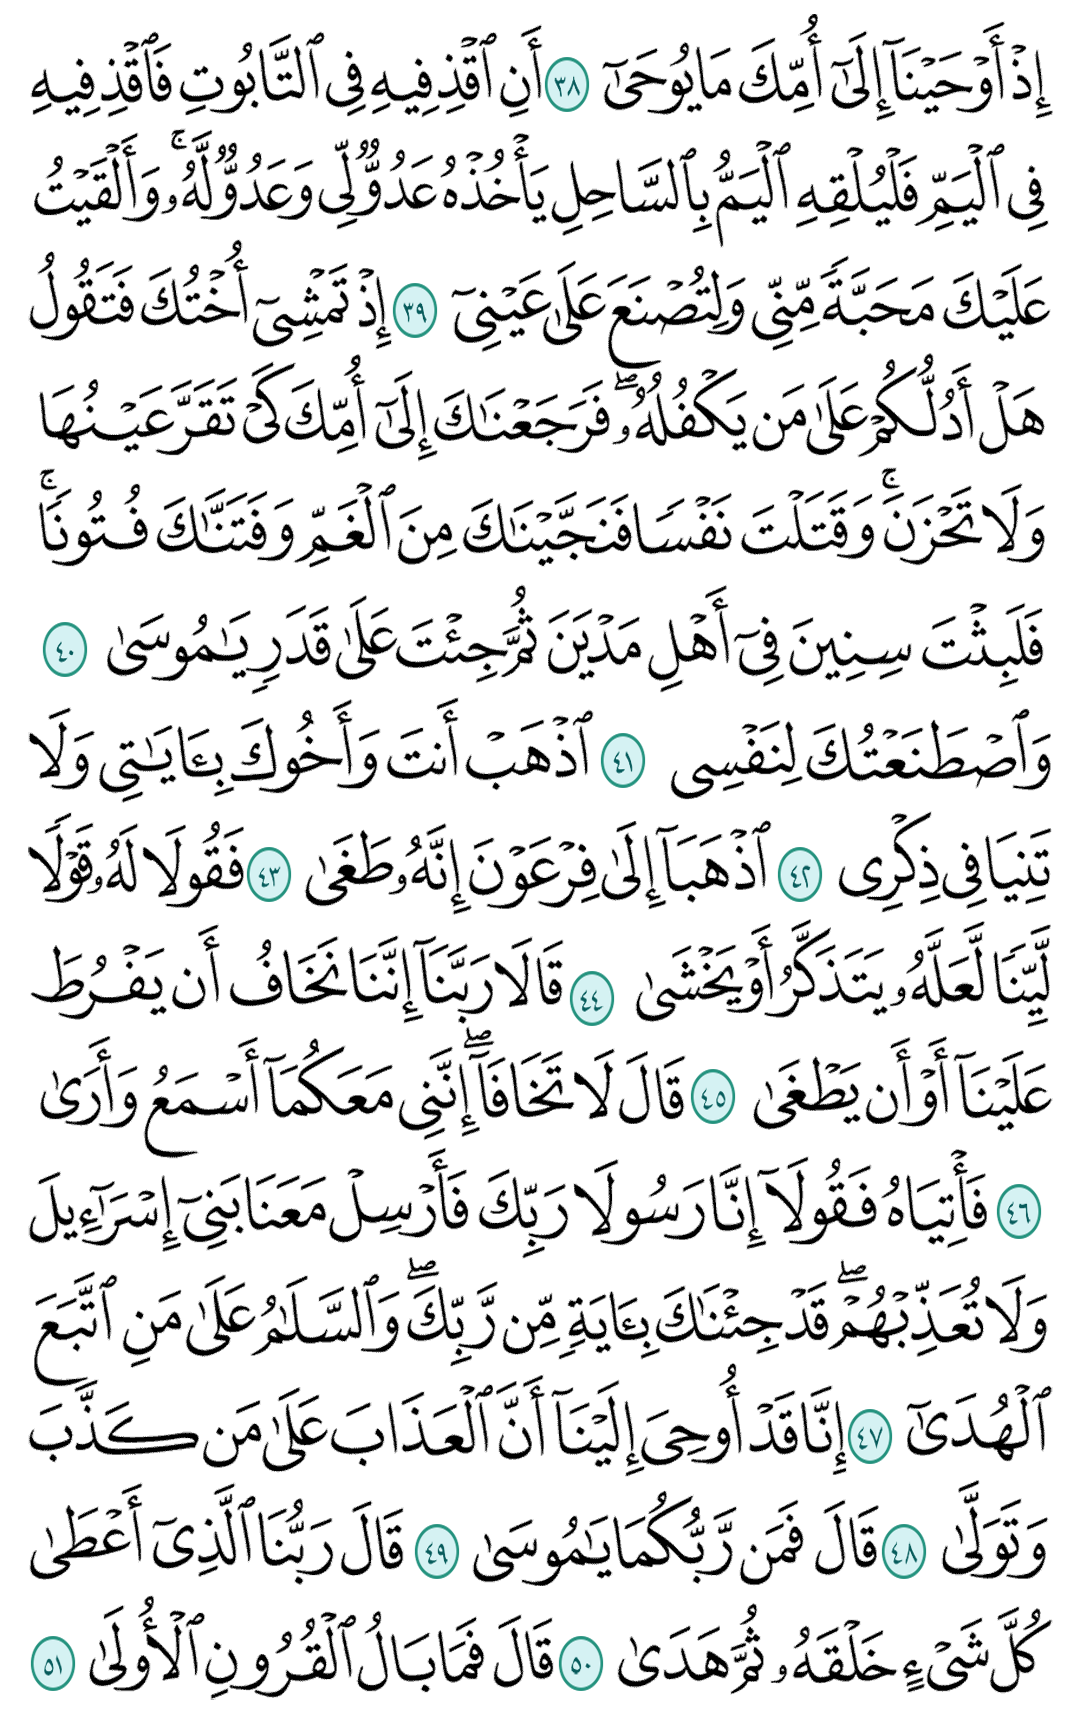 إِذْ أَوْحَيْنَآ إِلَىٰٓ أُمِّكَ مَا يُوحَىٰٓ ٣٨ أَنِ ٱقْذِفِيهِ فِى ٱلتَّابُوتِ فَٱقْذِفِيهِ
فِى ٱلْيَمِّ فَلْيُلْقِهِ ٱلْيَمُّ بِٱلسَّاحِلِ يَأْخُذْهُ عَدُوٌّ لِّى وَعَدُوٌّ لَّهُۥ ۚ وَأَلْقَيْتُ
عَلَيْكَ مَحَبَّةً مِّنِّى وَلِتُصْنَعَ عَلَىٰ عَيْنِىٓ ٣٩ إِذْ تَمْشِىٓ أُخْتُكَ فَتَقُولُ
هَلْ أَدُلُّكُمْ عَلَىٰ مَن يَكْفُلُهُۥ ۖ فَرَجَعْنَٰكَ إِلَىٰٓ أُمِّكَ كَىْ تَقَرَّ عَيْنُهَا
وَلَا تَحْزَنَ ۚ وَقَتَلْتَ نَفْسًا فَنَجَّيْنَٰكَ مِنَ ٱلْغَمِّ وَفَتَنَّٰكَ فُتُونًا ۚ
فَلَبِثْتَ سِنِينَ فِىٓ أَهْلِ مَدْيَنَ ثُمَّ جِئْتَ عَلَىٰ قَدَرٍ يَٰمُوسَىٰ ٤٠
وَٱصْطَنَعْتُكَ لِنَفْسِى ٤١ ٱذْهَبْ أَنتَ وَأَخُوكَ بِـَٔايَٰتِى وَلَا
تَنِيَا فِى ذِكْرِى ٤٢ ٱذْهَبَآ إِلَىٰ فِرْعَوْنَ إِنَّهُۥ طَغَىٰ ٤٣ فَقُولَا لَهُۥ قَوْلًا
لَّيِّنًا لَّعَلَّهُۥ يَتَذَكَّرُ أَوْ يَخْشَىٰ ٤٤ قَالَا رَبَّنَآ إِنَّنَا نَخَافُ أَن يَفْرُطَ
عَلَيْنَآ أَوْ أَن يَطْغَىٰ ٤٥ قَالَ لَا تَخَافَآ ۖ إِنَّنِى مَعَكُمَآ أَسْمَعُ وَأَرَىٰ
٤٦ فَأْتِيَاهُ فَقُولَآ إِنَّا رَسُولَا رَبِّكَ فَأَرْسِلْ مَعَنَا بَنِىٓ إِسْرَٰٓءِيلَ
وَلَا تُعَذِّبْهُمْ ۖ قَدْ جِئْنَٰكَ بِـَٔايَةٍ مِّن رَّبِّكَ ۖ وَٱلسَّلَٰمُ عَلَىٰ مَنِ ٱتَّبَعَ
ٱلْهُدَىٰٓ ٤٧ إِنَّا قَدْ أُوحِىَ إِلَيْنَآ أَنَّ ٱلْعَذَابَ عَلَىٰ مَن كَذَّبَ
وَتَوَلَّىٰ ٤٨ قَالَ فَمَن رَّبُّكُمَا يَٰمُوسَىٰ ٤٩ قَالَ رَبُّنَا ٱلَّذِىٓ أَعْطَىٰ
كُلَّ شَىْءٍ خَلْقَهُۥ ثُمَّ هَدَىٰ ٥٠ قَالَ فَمَا بَالُ ٱلْقُرُونِ ٱلْأُولَىٰ ٥١